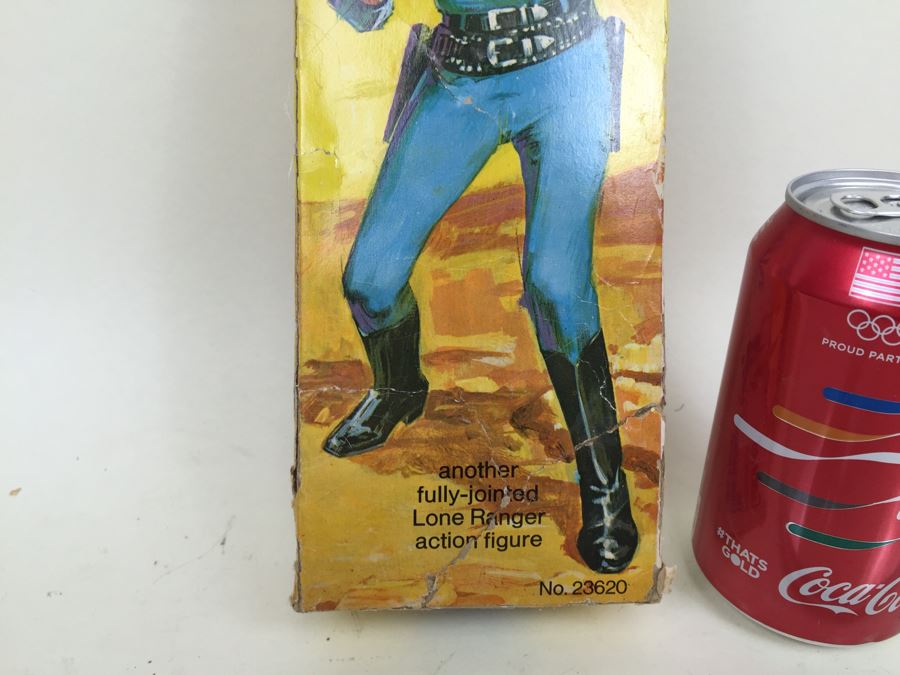 another
fully-jointed
Lone Ranger
action figure
No. 23620
PROUD PART
#THATS
GOLD
Coca-Co